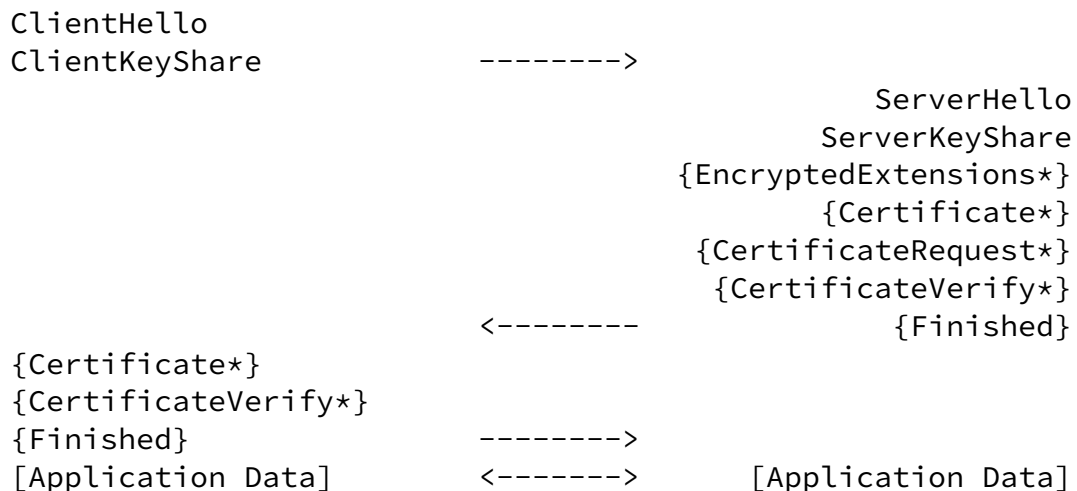 ClientHello
ClientKeyShare -------->
ServerHello
ServerKeyShare
{EncryptedExtensions*}
{Certificate*}
{CertificateRequest*}
{CertificateVerify*}
<-------- {Finished}
{Certificate*}
{CertificateVerify*}
{Finished} -------->
[Application Data] <-------> [Application Data]